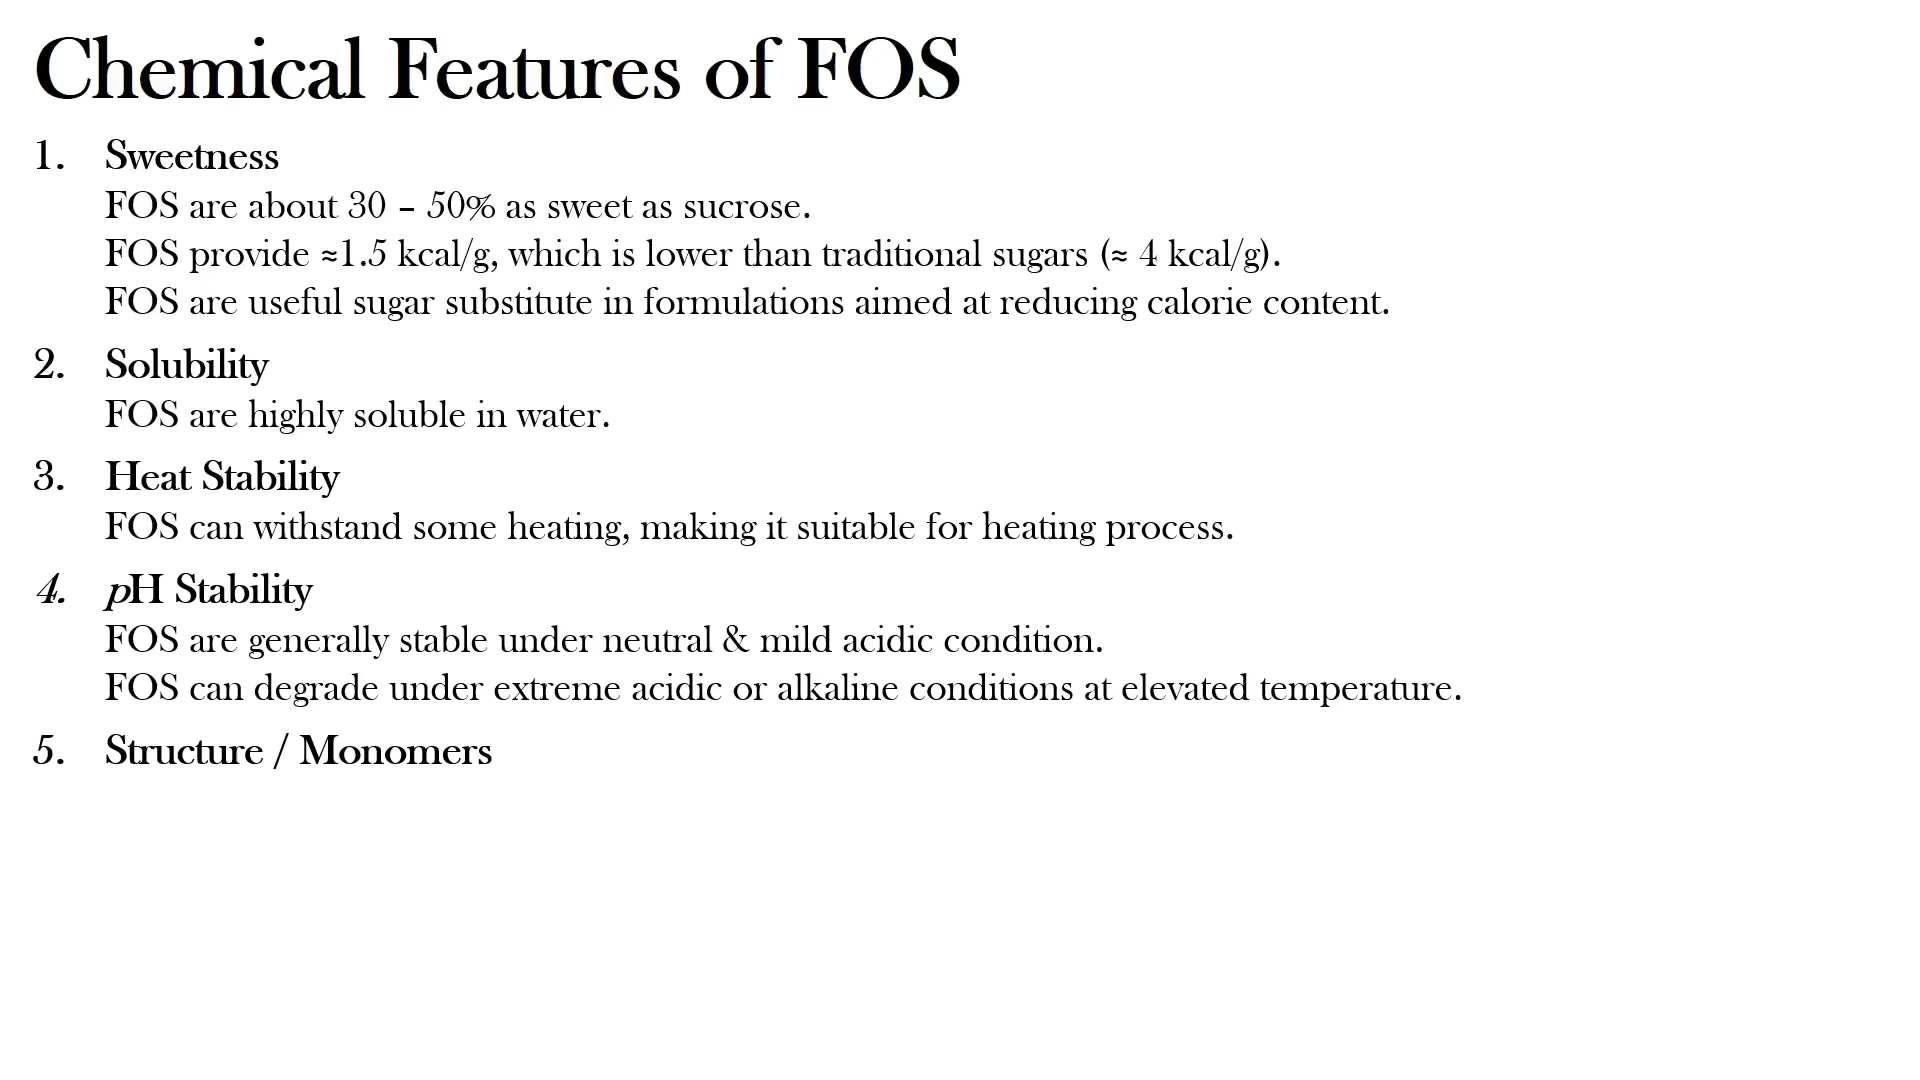 Chemical Features of FOS
1. Sweetness
FOS are about 30 – 50% as sweet as sucrose.
FOS provide ≈1.5 kcal/g, which is lower than traditional sugars (≈ 4 kcal/g).
FOS are useful sugar substitute in formulations aimed at reducing calorie content.
2. Solubility
FOS are highly soluble in water.
3. Heat Stability
FOS can withstand some heating, making it suitable for heating process.
4. pH Stability
FOS are generally stable under neutral & mild acidic condition.
FOS can degrade under extreme acidic or alkaline conditions at elevated temperature.
5. Structure / Monomers